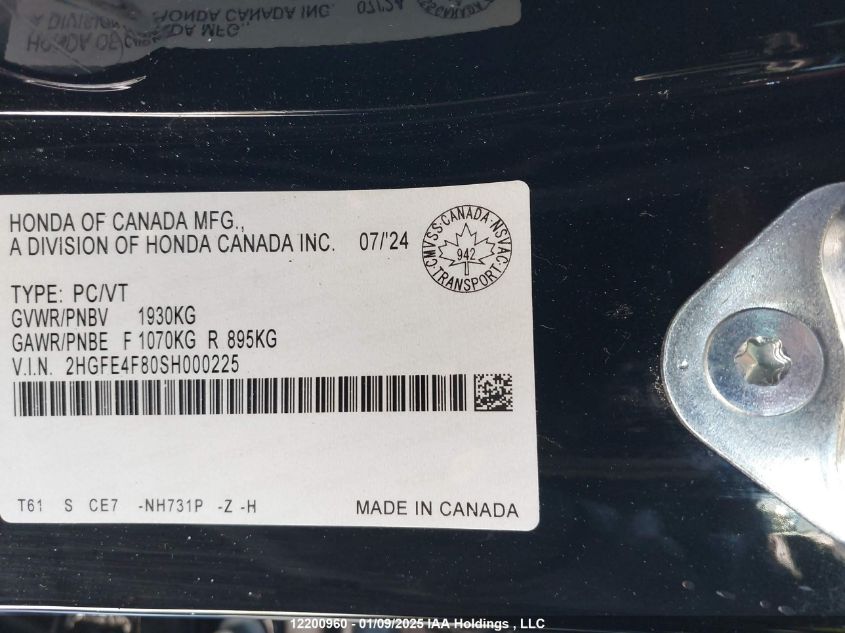 HONDA OF CANADA MFG.,
A DIVISION OF HONDA CANADA INC. 07/'24
CMVSS·CANADA·NSVAC
942
·TRANSPORT·
TYPE: PC/VT
GVWR/PNBV 1930KG
GAWR/PNBE F 1070KG R 895KG
V.I.N. 2HGFE4F80SH000225
T61 S CE7 -NH731P -Z -H
MADE IN CANADA
12200960 - 01/09/2025 IAA Holdings , LLC